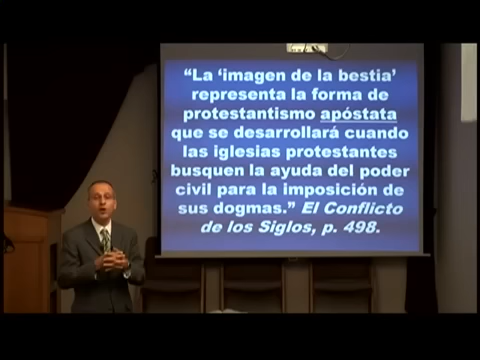 “La ‘imagen de la bestia’
representa la forma de
protestantismo apóstata
que se desarrollará cuando
las iglesias protestantes
busquen la ayuda del poder
civil para la imposición de
sus dogmas.” El Conflicto
de los Siglos, p. 498.